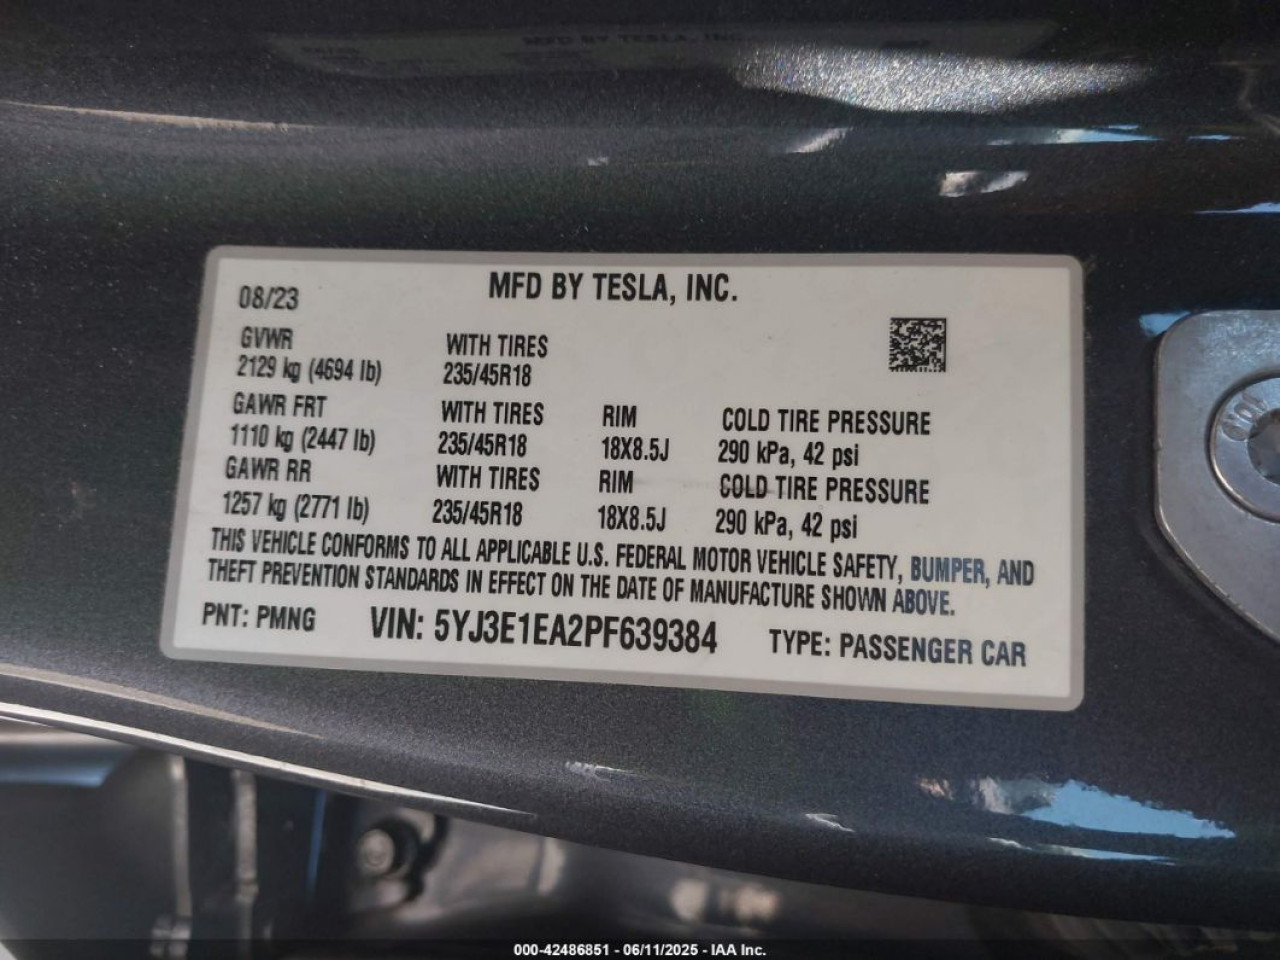 MFD BY TESLA, INC.
08/23
GVWR WITH TIRES
2129 kg (4694 lb) 235/45R18
GAWR FRT WITH TIRES RIM COLD TIRE PRESSURE
1110 kg (2447 lb) 235/45R18 18X8.5J 290 kPa, 42 psi
GAWR RR WITH TIRES RIM COLD TIRE PRESSURE
1257 kg (2771 lb) 235/45R18 18X8.5J 290 kPa, 42 psi
THIS VEHICLE CONFORMS TO ALL APPLICABLE U.S. FEDERAL MOTOR VEHICLE SAFETY, BUMPER, AND
THEFT PREVENTION STANDARDS IN EFFECT ON THE DATE OF MANUFACTURE SHOWN ABOVE.
PNT: PMNG VIN: 5YJ3E1EA2PF639384 TYPE: PASSENGER CAR
000-42486851 - 06/11/2025 - IAA Inc.